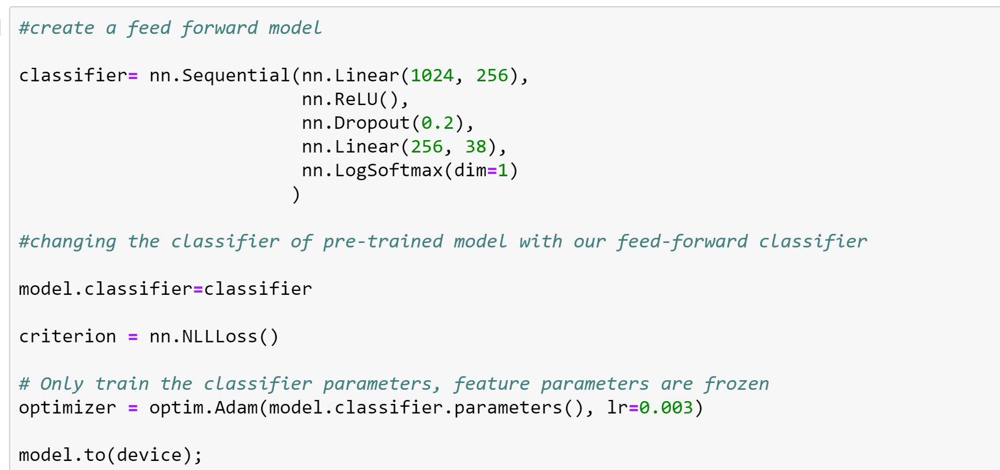 #create a feed forward model
classifier= nn.Sequential(nn.Linear(1024, 256),
nn.ReLU(),
nn.Dropout(0.2),
nn.Linear(256, 38),
nn.LogSoftmax(dim=1)
)
#changing the classifier of pre-trained model with our feed-forward classifier
model.classifier=classifier
criterion = nn.NLLLoss()
# Only train the classifier parameters, feature parameters are frozen
optimizer = optim.Adam(model.classifier.parameters(), lr=0.003)
model.to(device);